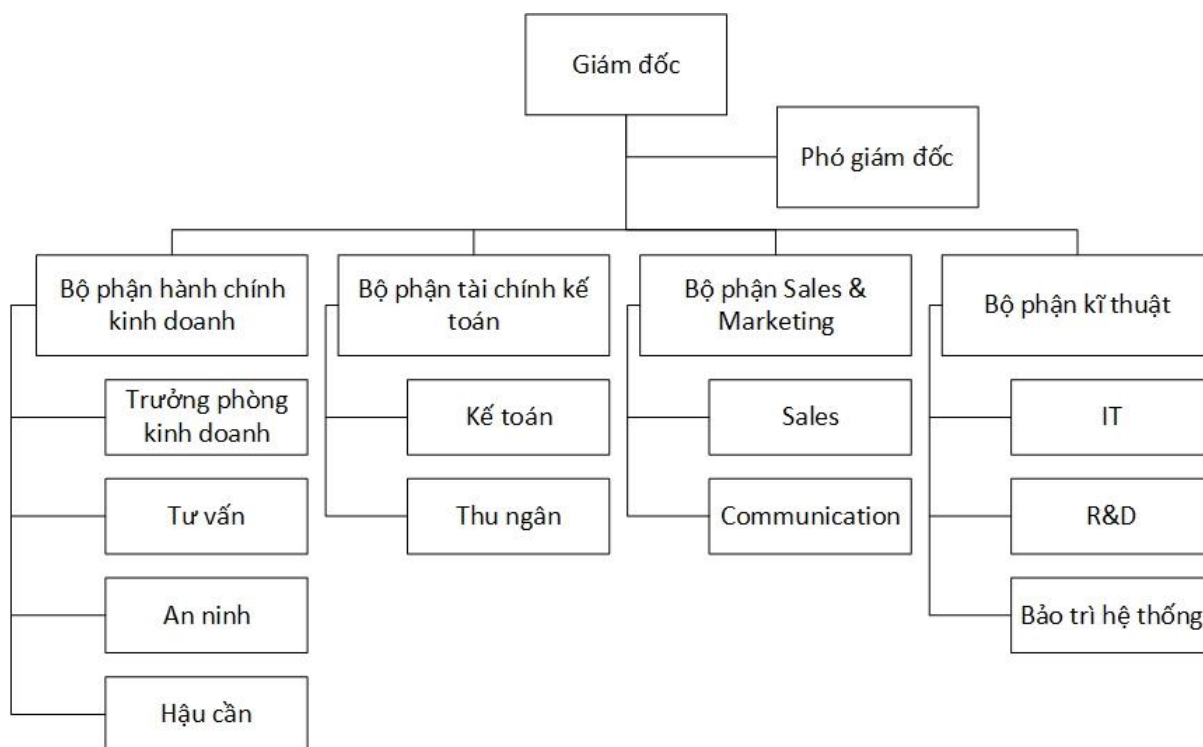 Giám đốc
Phó giám đốc
Bộ phận hành chính
kinh doanh
Bộ phận tài chính kế
toán
Bộ phận Sales &
Marketing
Bộ phận kĩ thuật
Trưởng phòng
kinh doanh
Kế toán
Sales
IT
Tư vấn
Thu ngân
Communication
R&D
An ninh
Bảo trì hệ thống
Hậu cần